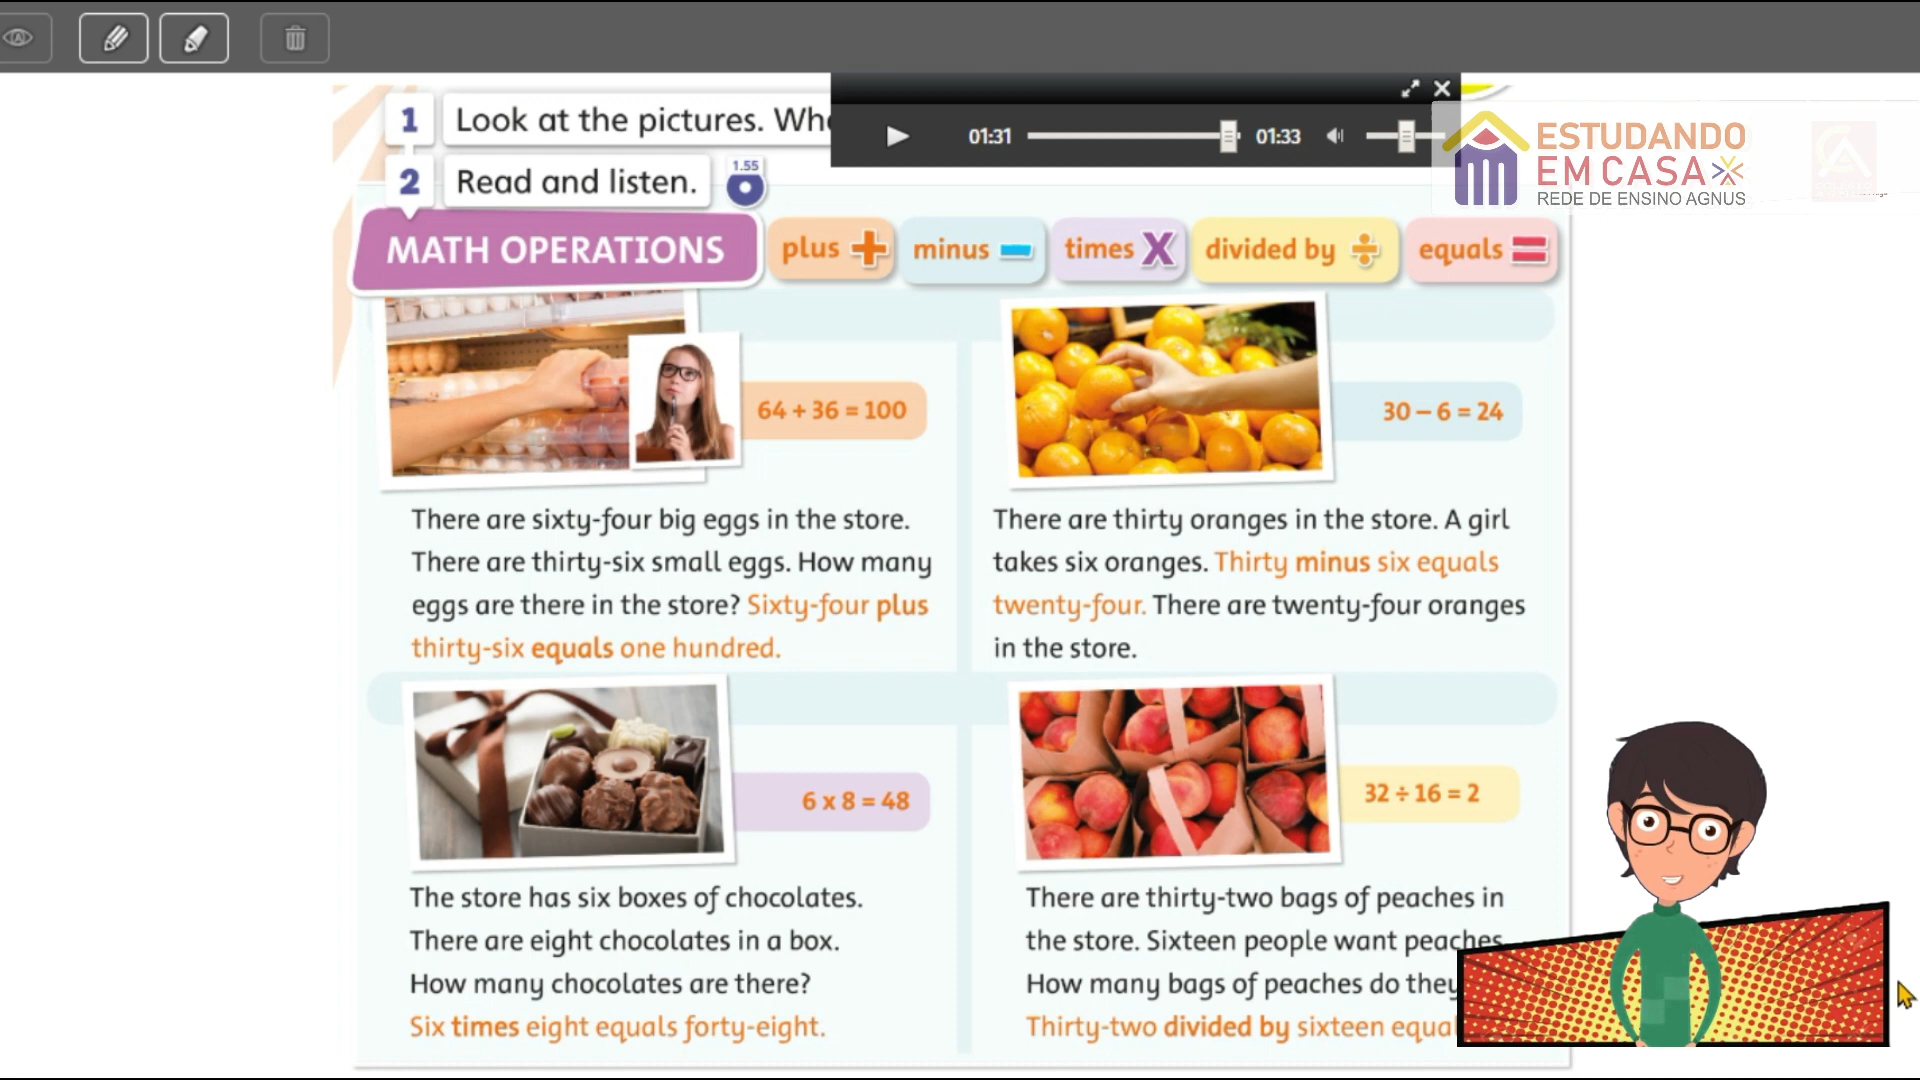 1 Look at the pictures.
01:31 01:33
2 Read and listen. 1.55
ESTUDANDO
EM CASA
REDE DE ENSINO AGNUS
MATH OPERATIONS plus + minus − times X divided by ÷ equals =
64 + 36 = 100
There are sixty-four big eggs in the store.
There are thirty-six small eggs. How many
eggs are there in the store? Sixty-four plus
thirty-six equals one hundred.
30 – 6 = 24
There are thirty oranges in the store. A girl
takes six oranges. Thirty minus six equals
twenty-four. There are twenty-four oranges
in the store.
6 x 8 = 48
The store has six boxes of chocolates.
There are eight chocolates in a box.
How many chocolates are there?
Six times eight equals forty-eight.
32 ÷ 16 = 2
There are thirty-two bags of peaches in
the store. Sixteen people want peaches
How many bags of peaches do they
Thirty-two divided by sixteen